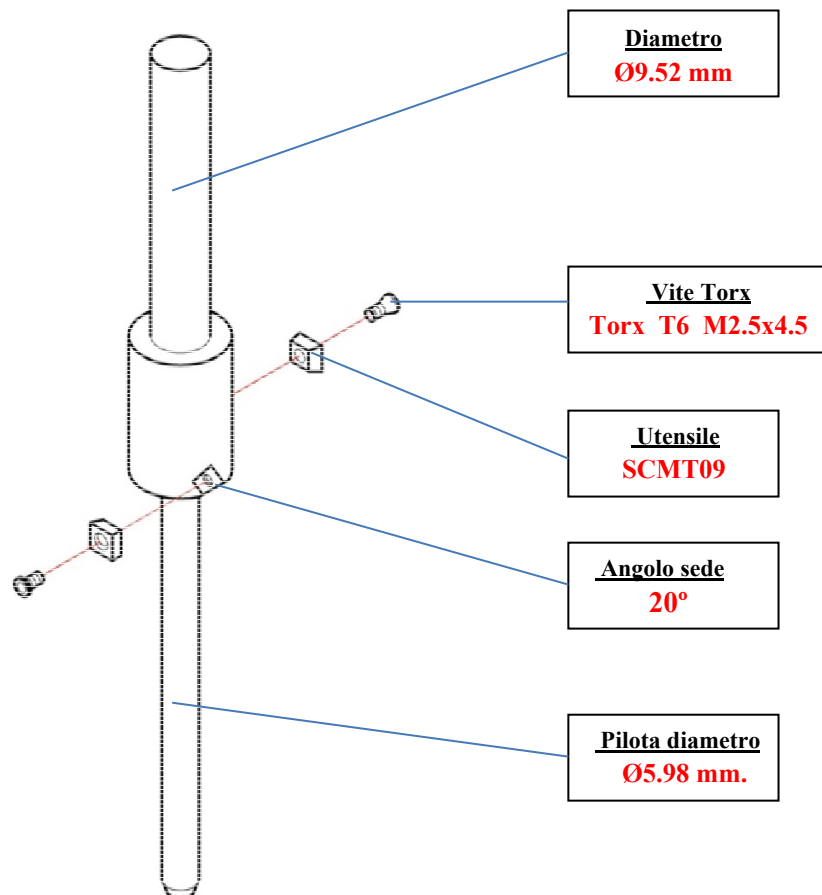 Diametro
Ø9.52 mm
Vite Torx
Torx T6 M2.5x4.5
Utensile
SCMT09
Angolo sede
20º
Pilota diametro
Ø5.98 mm.